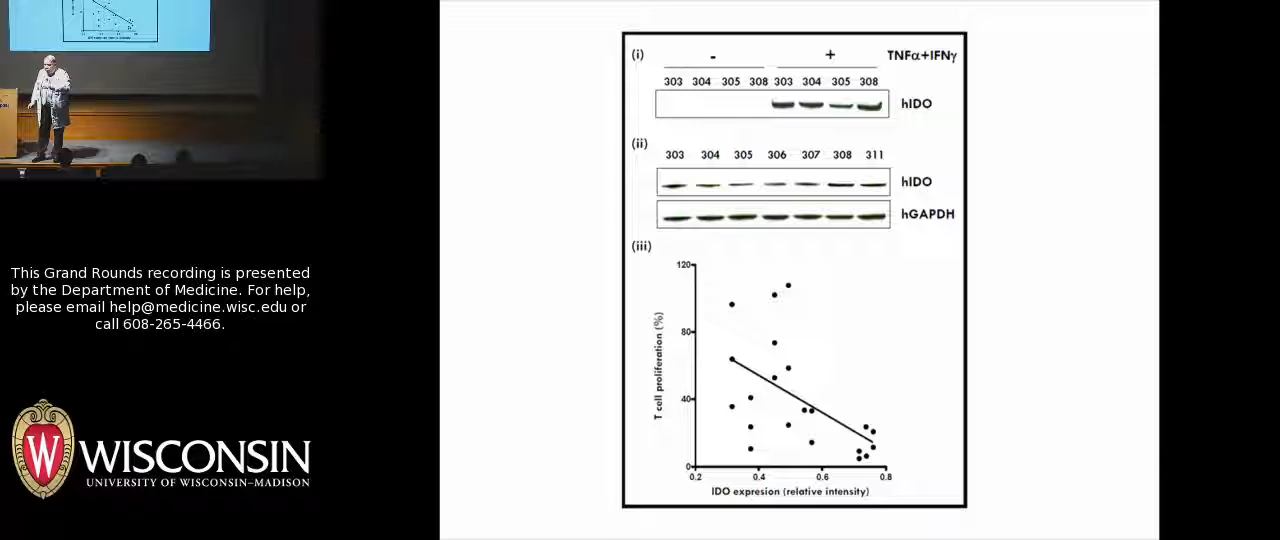 This Grand Rounds recording is presented
by the Department of Medicine. For help,
please email help@medicine.wisc.edu or
call 608-265-4466.
W
WISCONSIN
UNIVERSITY OF WISCONSIN–MADISON
(i)
- + TNFα+IFNγ
303 304 305 308 303 304 305 308
hIDO
(ii)
303 304 305 306 307 308 311
hIDO
hGAPDH
(iii)
120
80
40
0
T cell proliferation (%)
0.2 0.4 0.6 0.8
IDO expresion (relative intensity)